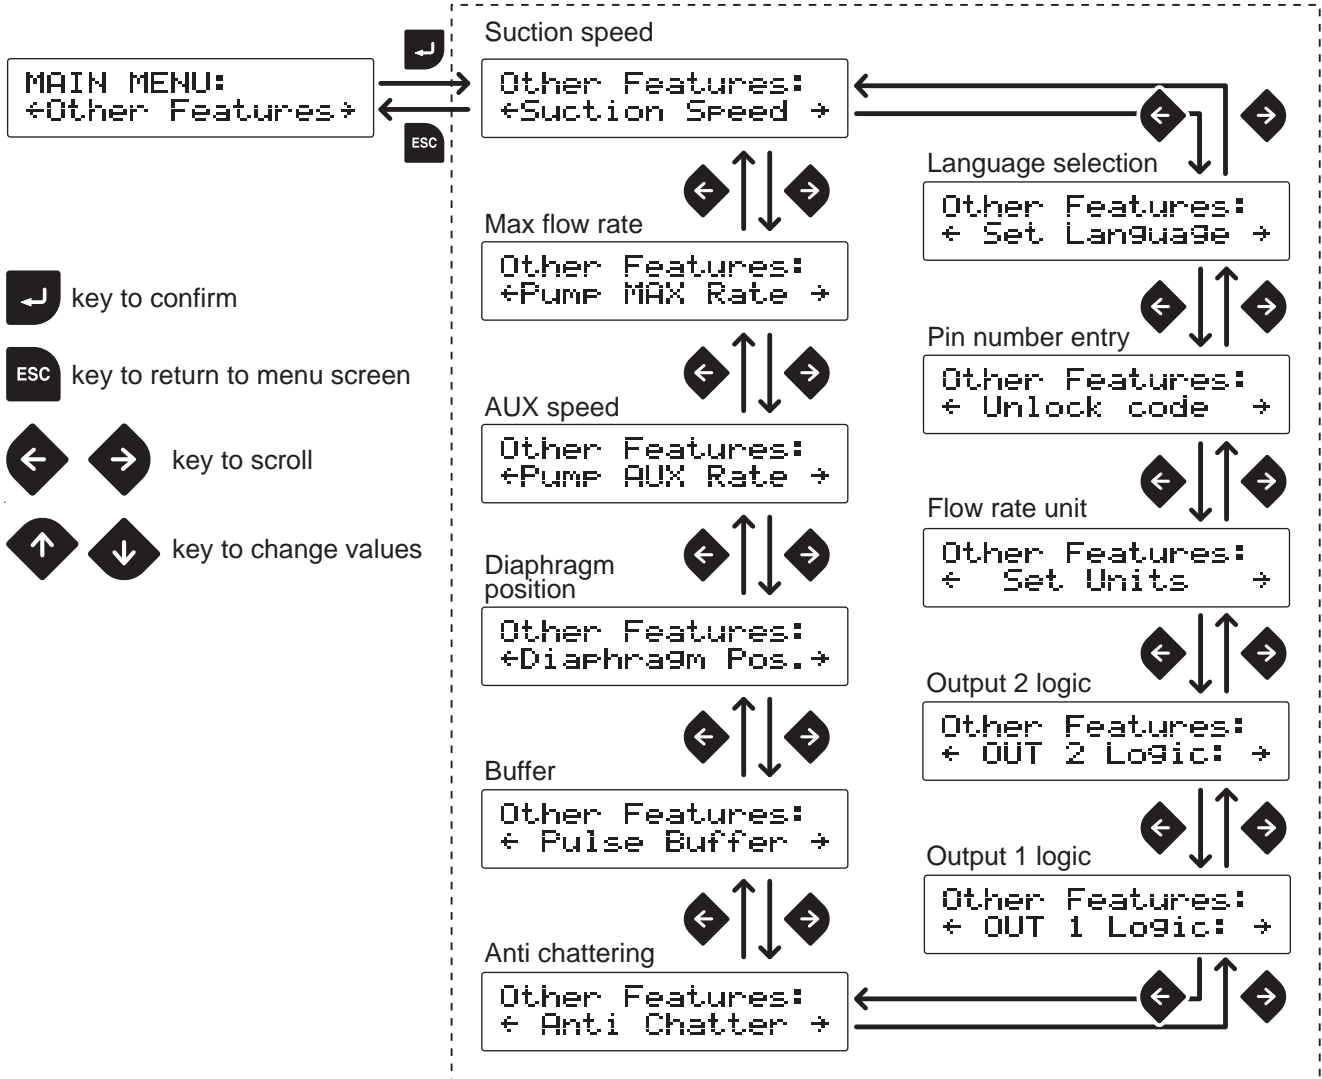 MAIN MENU:
←Other Features→
ESC
key to confirm
ESC key to return to menu screen
← → key to scroll
↑ ↓ key to change values
Suction speed
Other Features:
←Suction Speed →
Max flow rate
Other Features:
←Pump MAX Rate →
AUX speed
Other Features:
←Pump AUX Rate →
Diaphragm
position
Other Features:
←Diaphragm Pos.→
Buffer
Other Features:
← Pulse Buffer →
Anti chattering
Other Features:
← Anti Chatter →
Language selection
Other Features:
← Set Language →
Pin number entry
Other Features:
← Unlock code →
Flow rate unit
Other Features:
← Set Units →
Output 2 logic
Other Features:
← OUT 2 Logic: →
Output 1 logic
Other Features:
← OUT 1 Logic: →